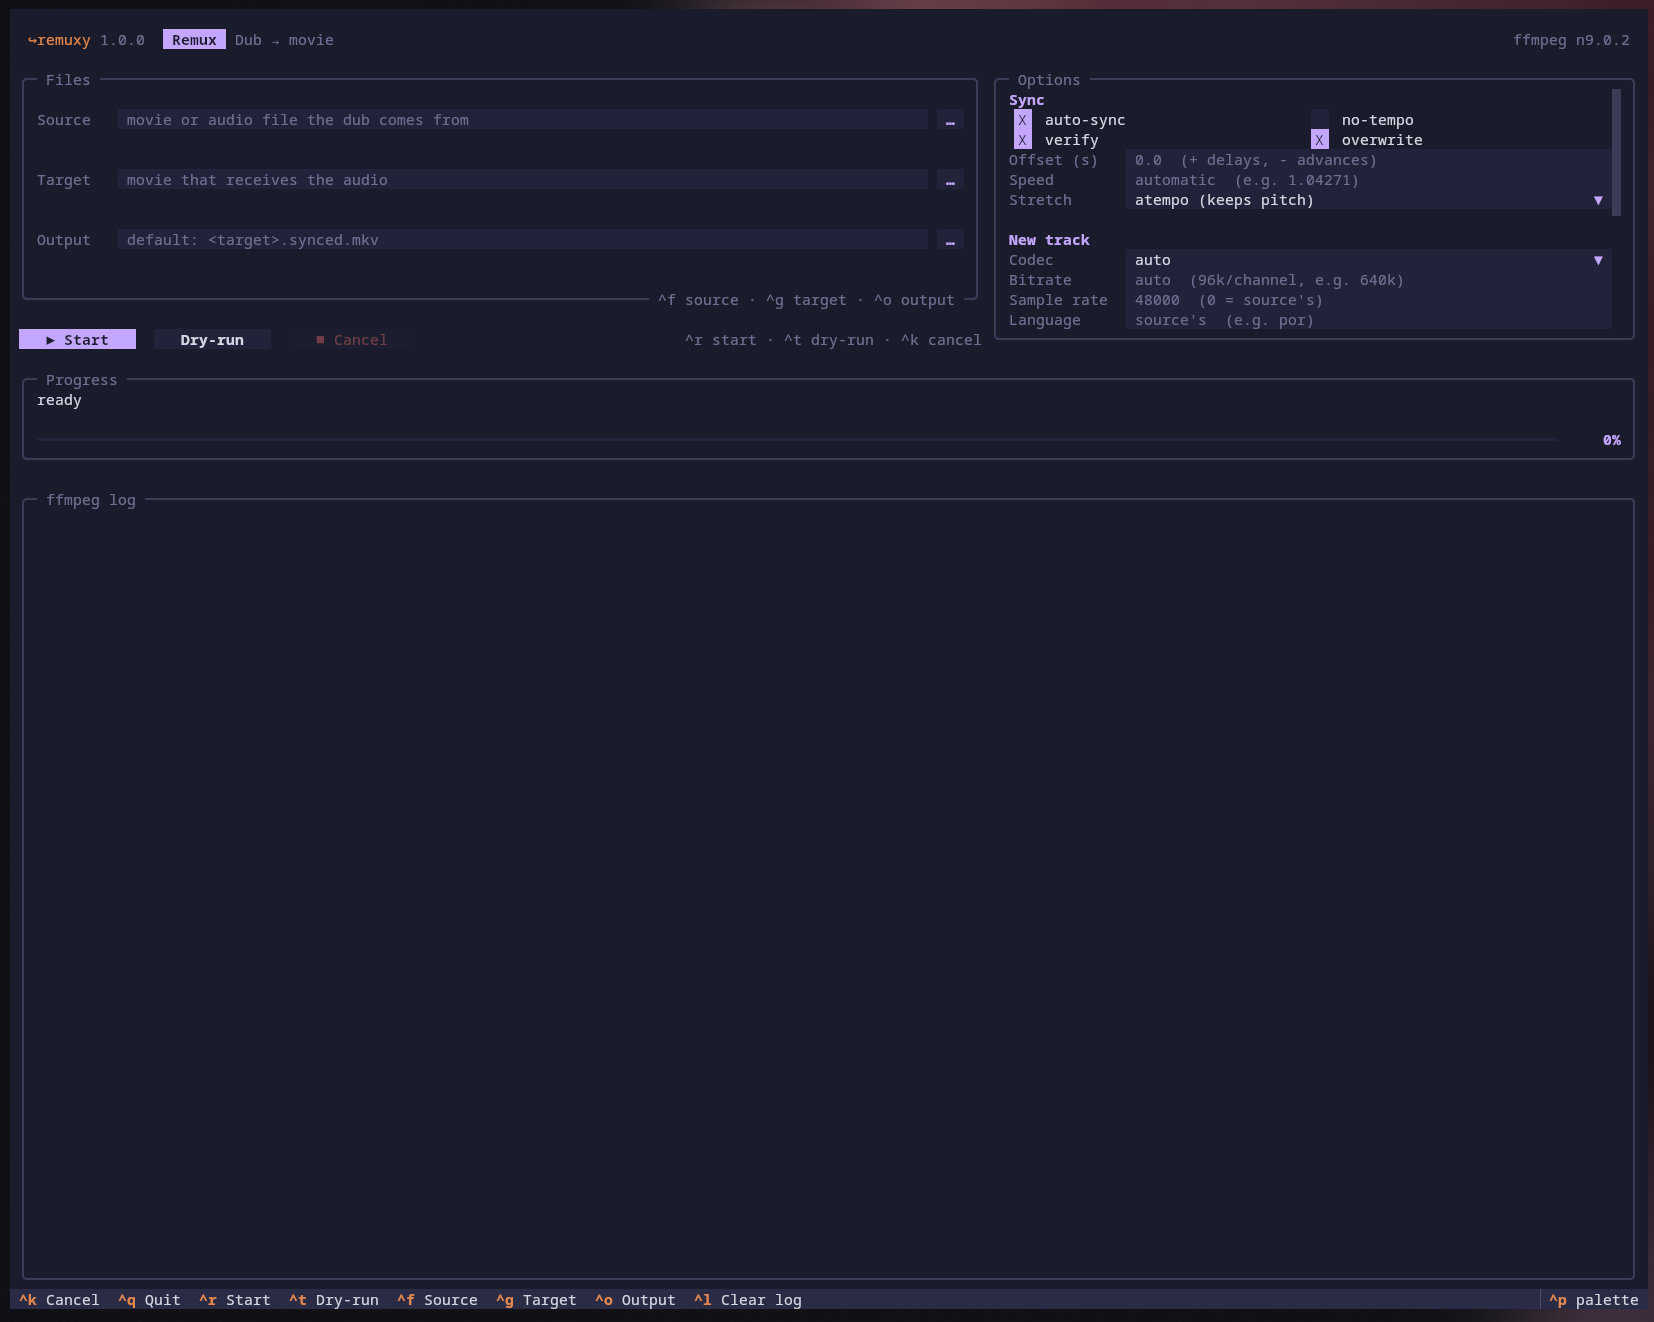 ↪remuxy 1.0.0 Remux Dub → movie ffmpeg n9.0.2
Files
Source movie or audio file the dub comes from …
Target movie that receives the audio …
Output default: <target>.synced.mkv …
^f source · ^g target · ^o output
Options
Sync
X auto-sync no-tempo
X verify X overwrite
Offset (s) 0.0 (+ delays, - advances)
Speed automatic (e.g. 1.04271)
Stretch atempo (keeps pitch) ▼
New track
Codec auto ▼
Bitrate auto (96k/channel, e.g. 640k)
Sample rate 48000 (0 = source's)
Language source's (e.g. por)
▶ Start Dry-run ■ Cancel ^r start · ^t dry-run · ^k cancel
Progress
ready
0%
ffmpeg log
^k Cancel ^q Quit ^r Start ^t Dry-run ^f Source ^g Target ^o Output ^l Clear log ^p palette